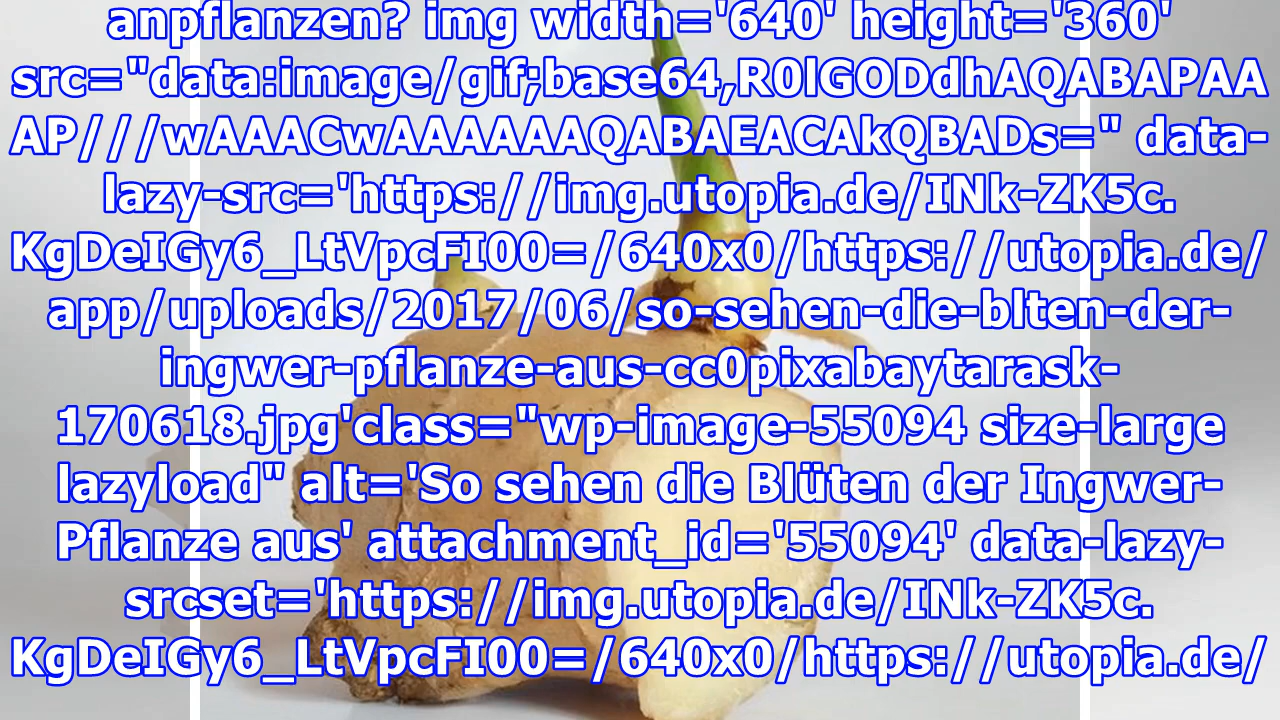 anpflanzen? img width='640' height='360'
src="data:image/gif;base64,R0lGODdhAQABAPAA
AP///wAAACwAAAAAAQABAEACAkQBADs=" data-
lazy-src='https://img.utopia.de/INk-ZK5c.
KgDeIGy6_LtVpcFI00=/640x0/https://utopia.de/
app/uploads/2017/06/so-sehen-die-blten-der-
ingwer-pflanze-aus-cc0pixabaytarask-
170618.jpg'class="wp-image-55094 size-large
lazyload" alt='So sehen die Blüten der Ingwer-
Pflanze aus' attachment_id='55094' data-lazy-
srcset='https://img.utopia.de/INk-ZK5c.
KgDeIGy6_LtVpcFI00=/640x0/https://utopia.de/